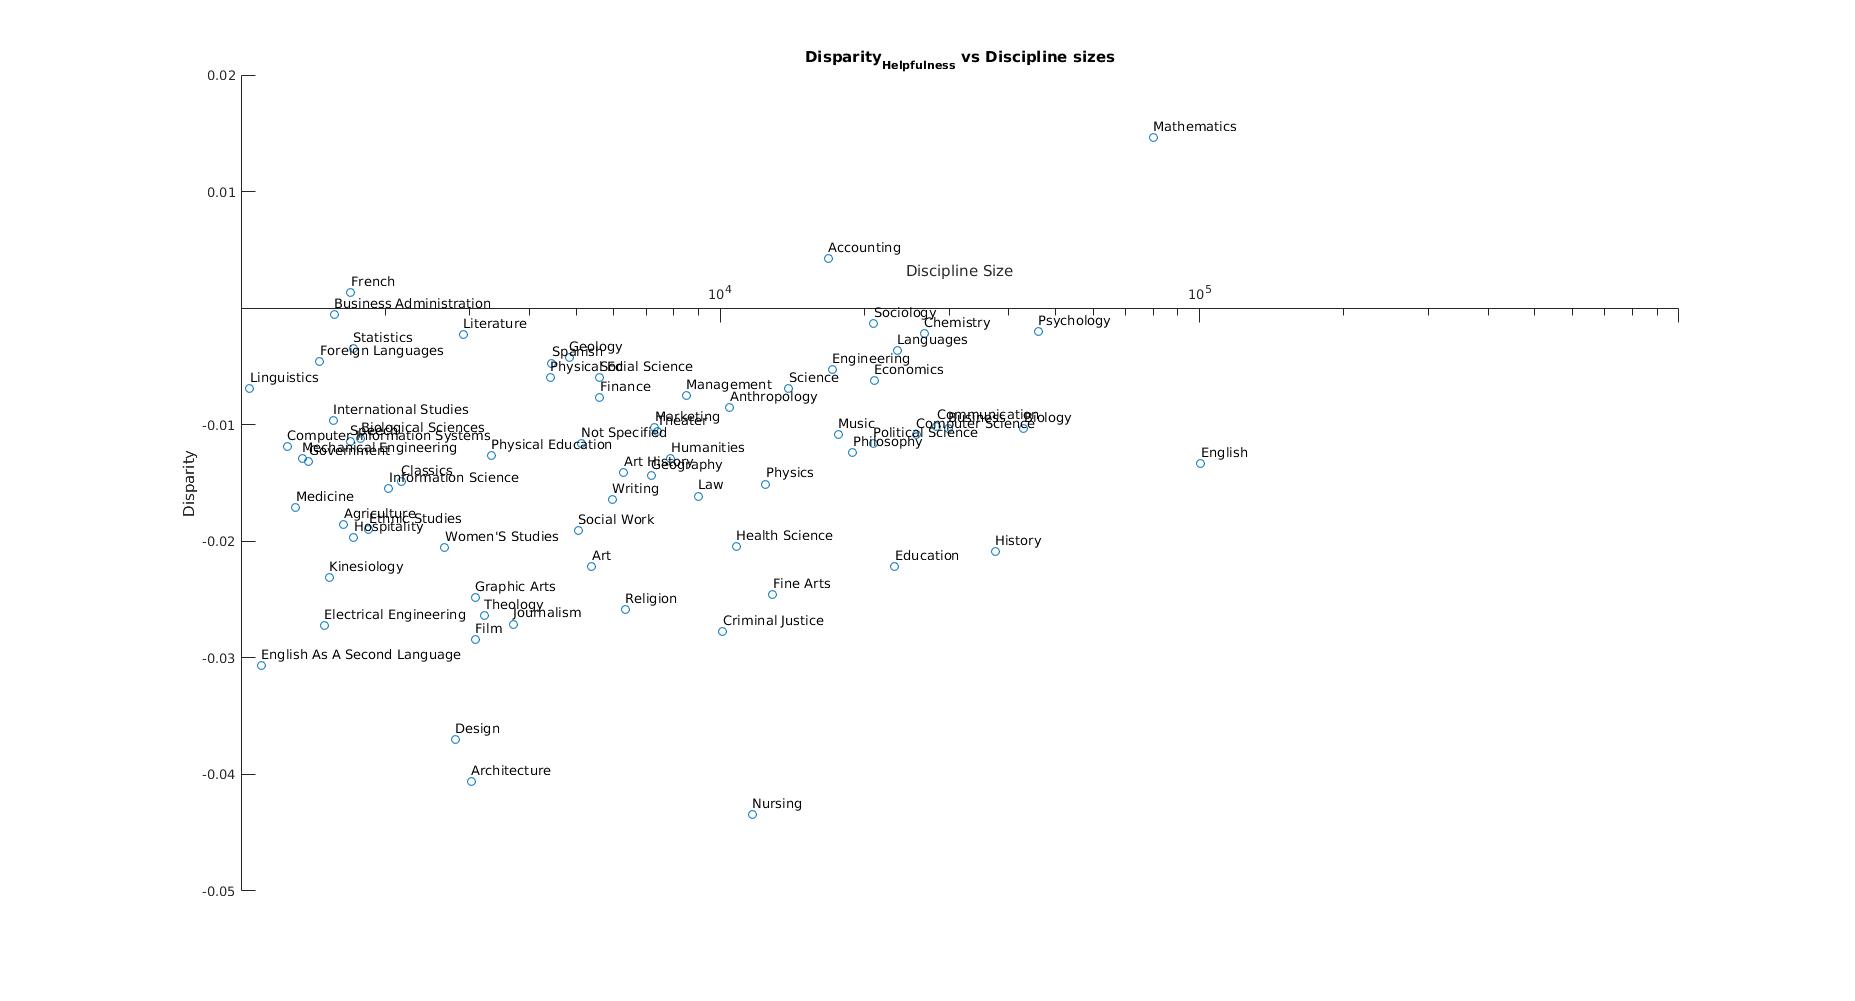 Disparity_Helpfulness vs Discipline sizes
0.02
Mathematics
0.01
Accounting
Discipline Size
French
10^4
10^5
Business Administration
Sociology
Psychology
Literature
Chemistry
Statistics
Languages
Geology
Foreign Languages
Spanish
Engineering
Physical Ed
Social Science
Economics
Linguistics
Science
Finance
Management
Anthropology
International Studies
Communication
Marketing
Business
Biology
Theater
Music
Computer Science
-0.01
Biological Sciences
Speech
Not Specified
Political Science
Computer Information Systems
Philosophy
Physical Education
Mechanical Engineering
Humanities
Government
English
Disparity
Art History
Geography
Classics
Physics
Information Science
Law
Writing
Medicine
Agriculture
Ethnic Studies
Social Work
Hospitality
Women'S Studies
Health Science
-0.02
History
Art
Education
Kinesiology
Graphic Arts
Fine Arts
Religion
Theology
Journalism
Electrical Engineering
Criminal Justice
Film
English As A Second Language
-0.03
Design
Architecture
-0.04
Nursing
-0.05